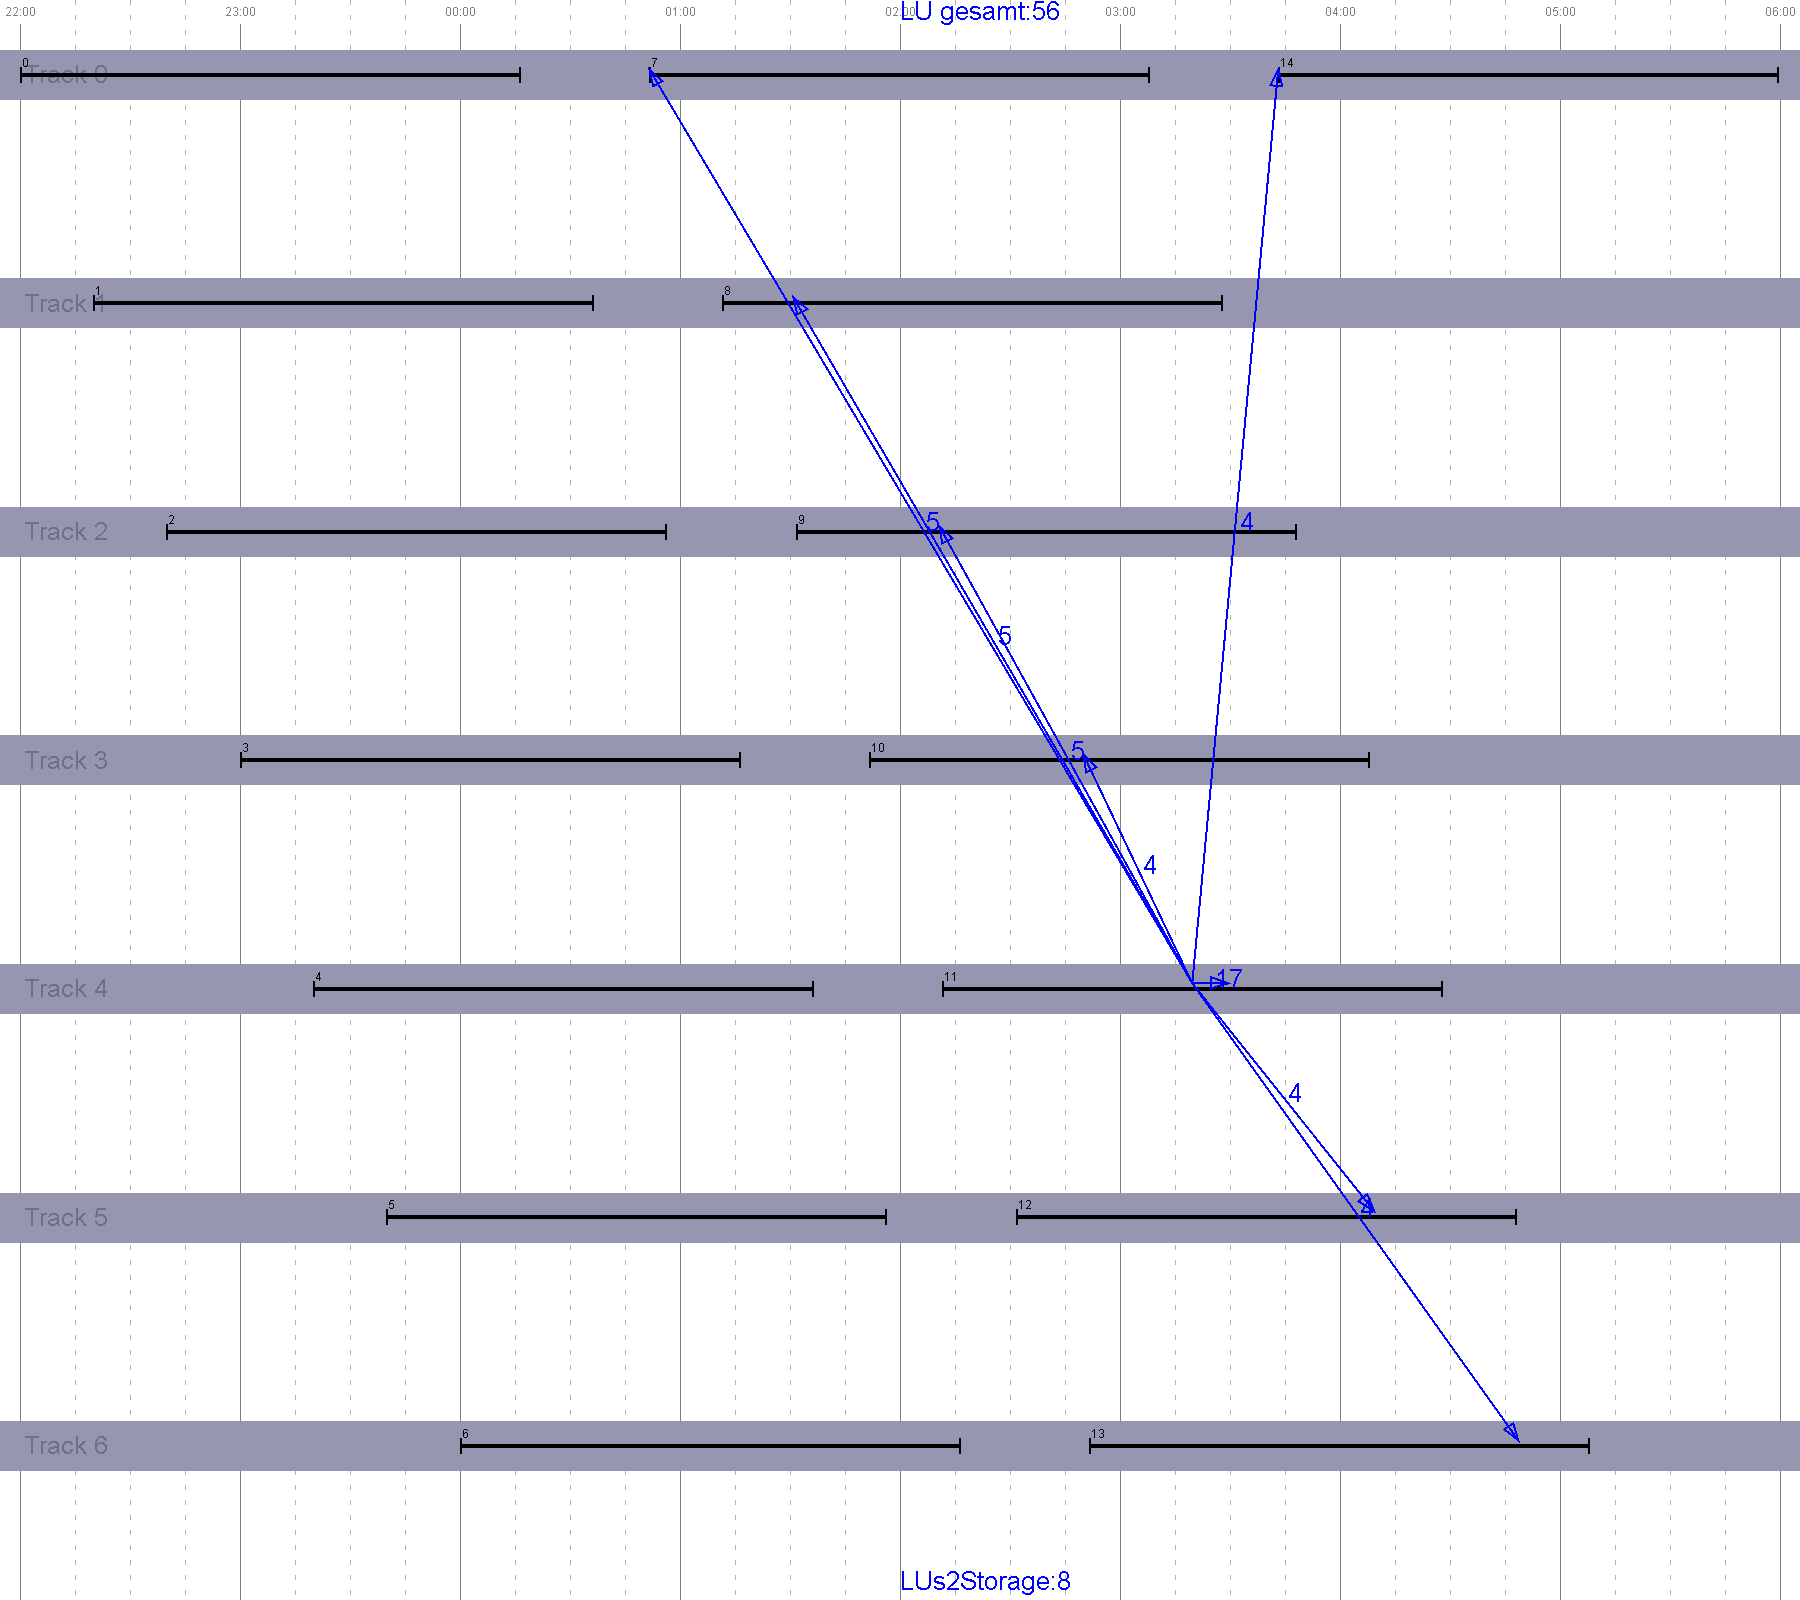 22:00 23:00 00:00 01:00 02:00 03:00 04:00 05:00 06:00
LU gesamt:56
0 7 14
Track 0
1 8
Track 1
2 9 5 4
Track 2
5
3 10 5
Track 3
4
4 11 17
Track 4
4
5 12 4
Track 5
6 13
Track 6
LUs2Storage:8